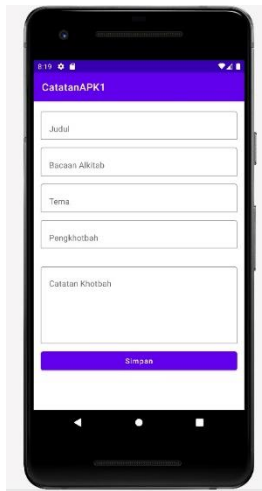 8:19
CatatanAPK1
Judul
Bacaan Alkitab
Tema
Pengkhotbah
Catatan Khotbah
Simpan